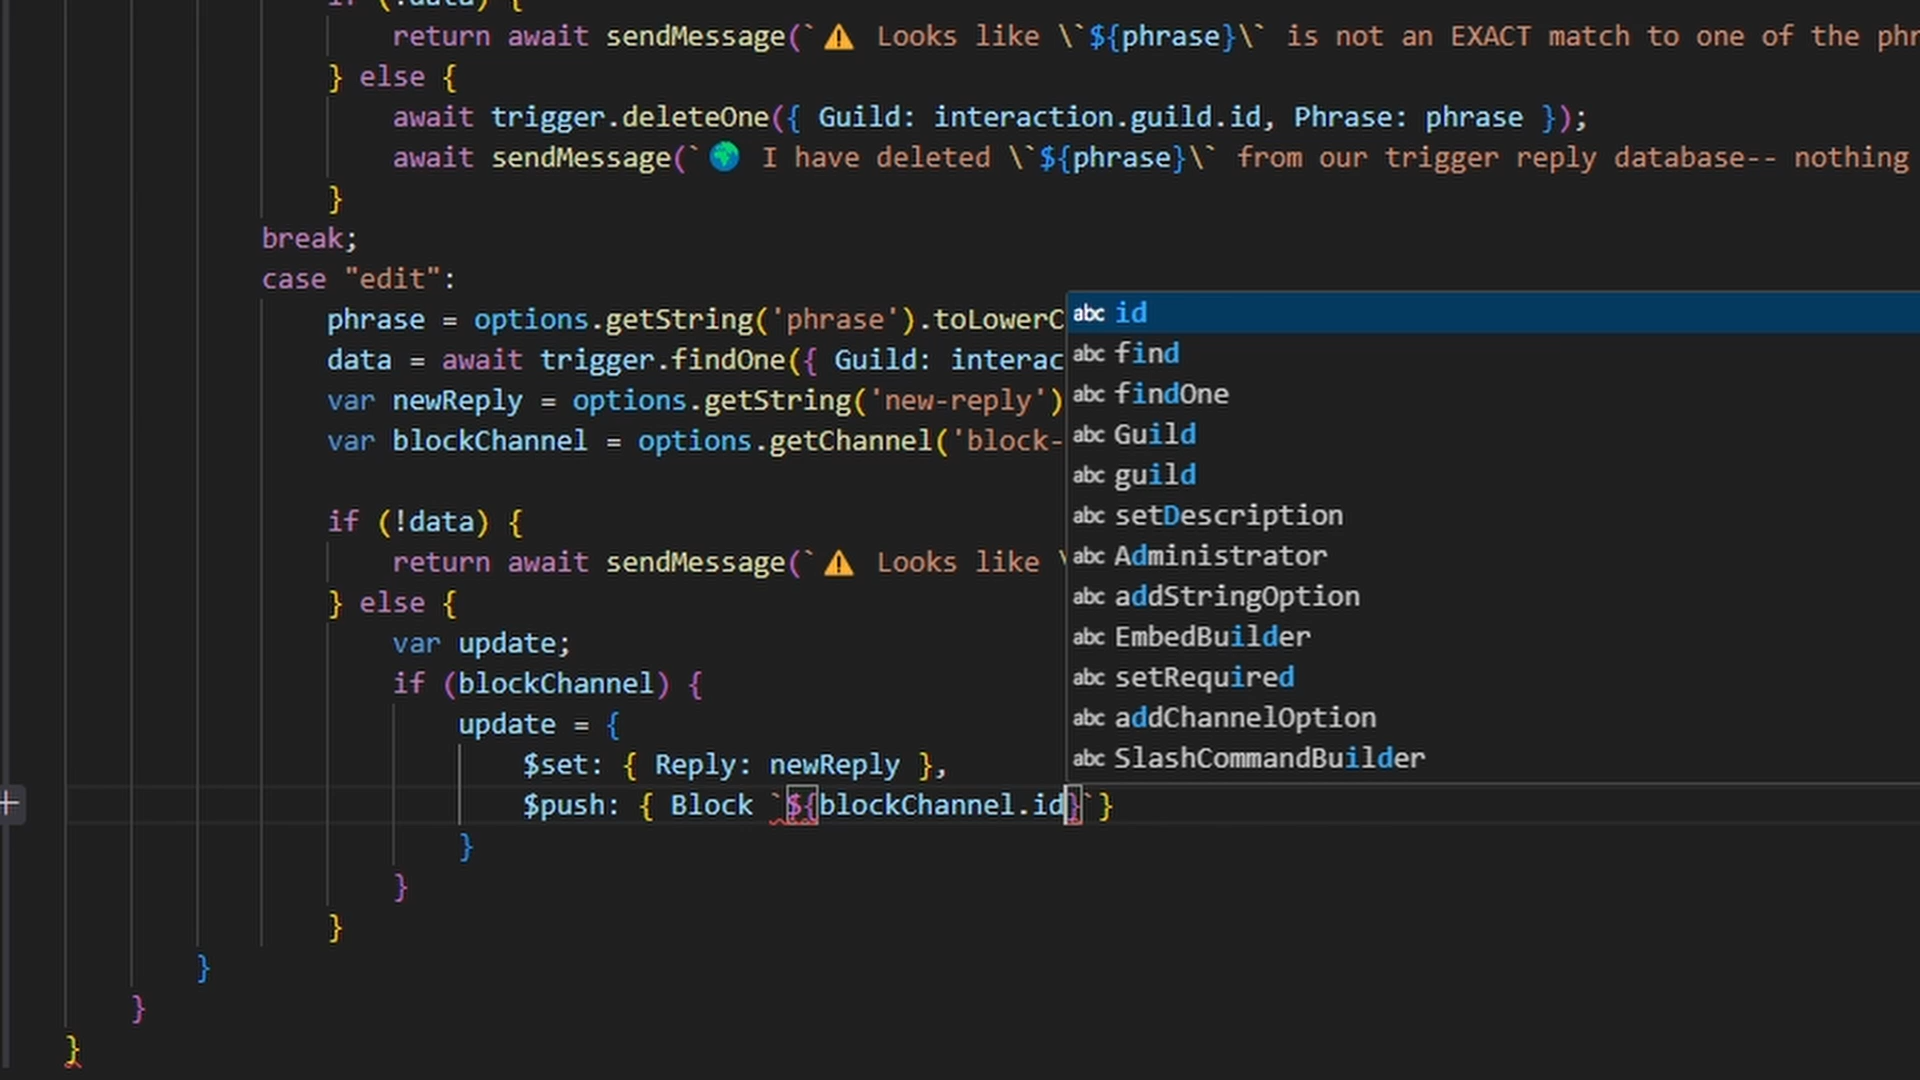 if (!data) {
return await sendMessage(`⚠️ Looks like \`${phrase}\` is not an EXACT match to one of the phr
} else {
await trigger.deleteOne({ Guild: interaction.guild.id, Phrase: phrase });
await sendMessage(`🌍 I have deleted \`${phrase}\` from our trigger reply database-- nothing
}
break;
case "edit":
phrase = options.getString('phrase').toLowerC
data = await trigger.findOne({ Guild: interac
var newReply = options.getString('new-reply')
var blockChannel = options.getChannel('block-
if (!data) {
return await sendMessage(`⚠️ Looks like \
} else {
var update;
if (blockChannel) {
update = {
$set: { Reply: newReply },
$push: { Block `${blockChannel.id}`}
}
}
}
}
}
}
abc id
abc find
abc findOne
abc Guild
abc guild
abc setDescription
abc Administrator
abc addStringOption
abc EmbedBuilder
abc setRequired
abc addChannelOption
abc SlashCommandBuilder